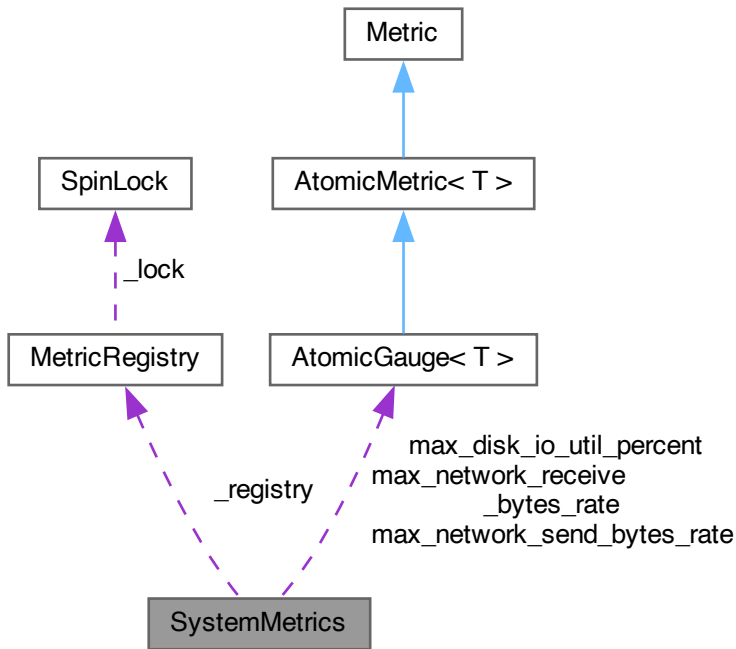 Metric
SpinLock
AtomicMetric< T >
_lock
MetricRegistry
AtomicGauge< T >
_registry
max_disk_io_util_percent
max_network_receive
_bytes_rate
max_network_send_bytes_rate
SystemMetrics